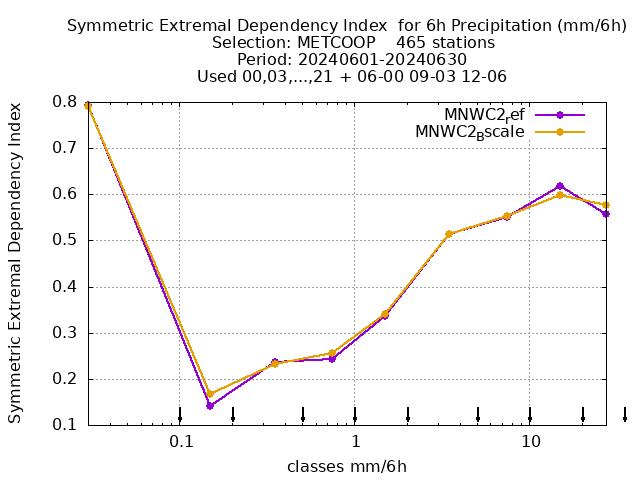 Symmetric Extremal Dependency Index  for 6h Precipitation (mm/6h)
Selection: METCOOP    465 stations
Period: 20240601-20240630
Used 00,03,...,21 + 06-00 09-03 12-06
MNWC2ref
MNWC2Bscale
Symmetric Extremal Dependency Index
0.8
0.7
0.6
0.5
0.4
0.3
0.2
0.1
0.1 1 10
classes mm/6h